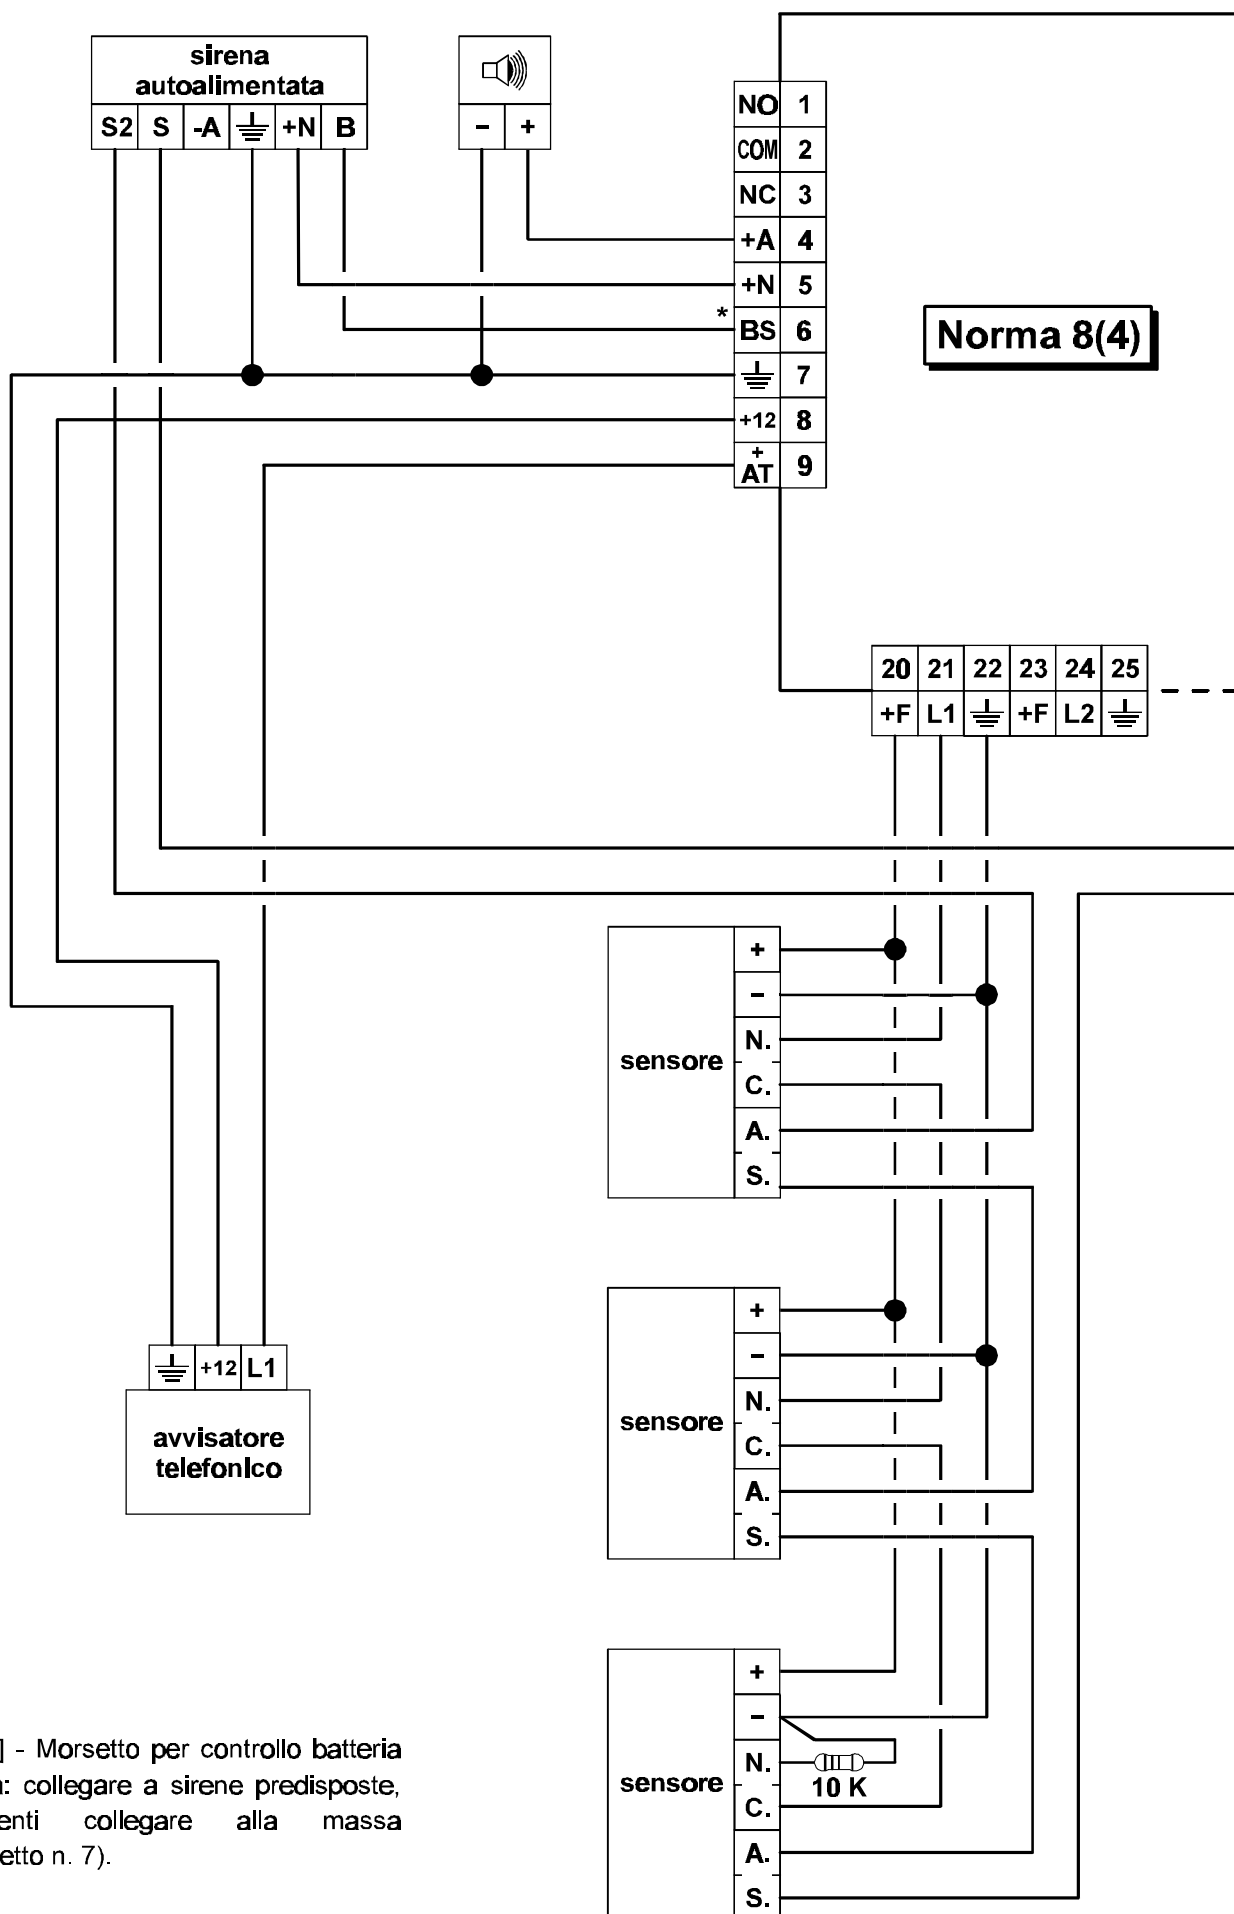 sirena
autoalimentata
S2 S -A +N B
- +
NO 1
COM 2
NC 3
+A 4
+N 5
* BS 6
7
+12 8
+
AT 9
Norma 8(4)
20 21 22 23 24 25
+F L1 +F L2
sensore
+
-
N.
C.
A.
S.
sensore
+
-
N.
C.
A.
S.
+12 L1
avvisatore
telefonico
sensore
+
-
N.
C.
A.
S.
10 K
] - Morsetto per controllo batteria
: collegare a sirene predisposte,
enti collegare alla massa
etto n. 7).